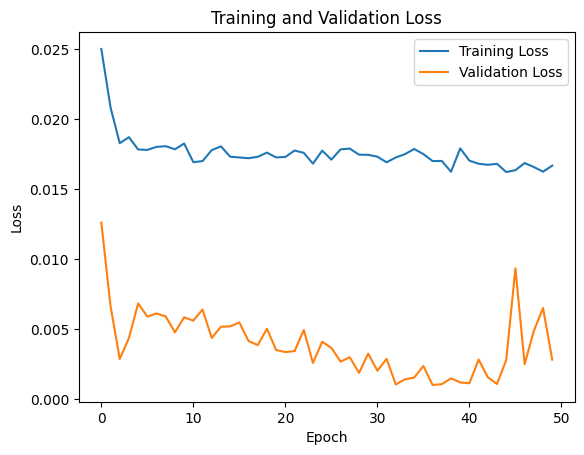 Training and Validation Loss
Training Loss
Validation Loss
0.025
0.020
0.015
0.010
0.005
0.000
Loss
0 10 20 30 40 50
Epoch